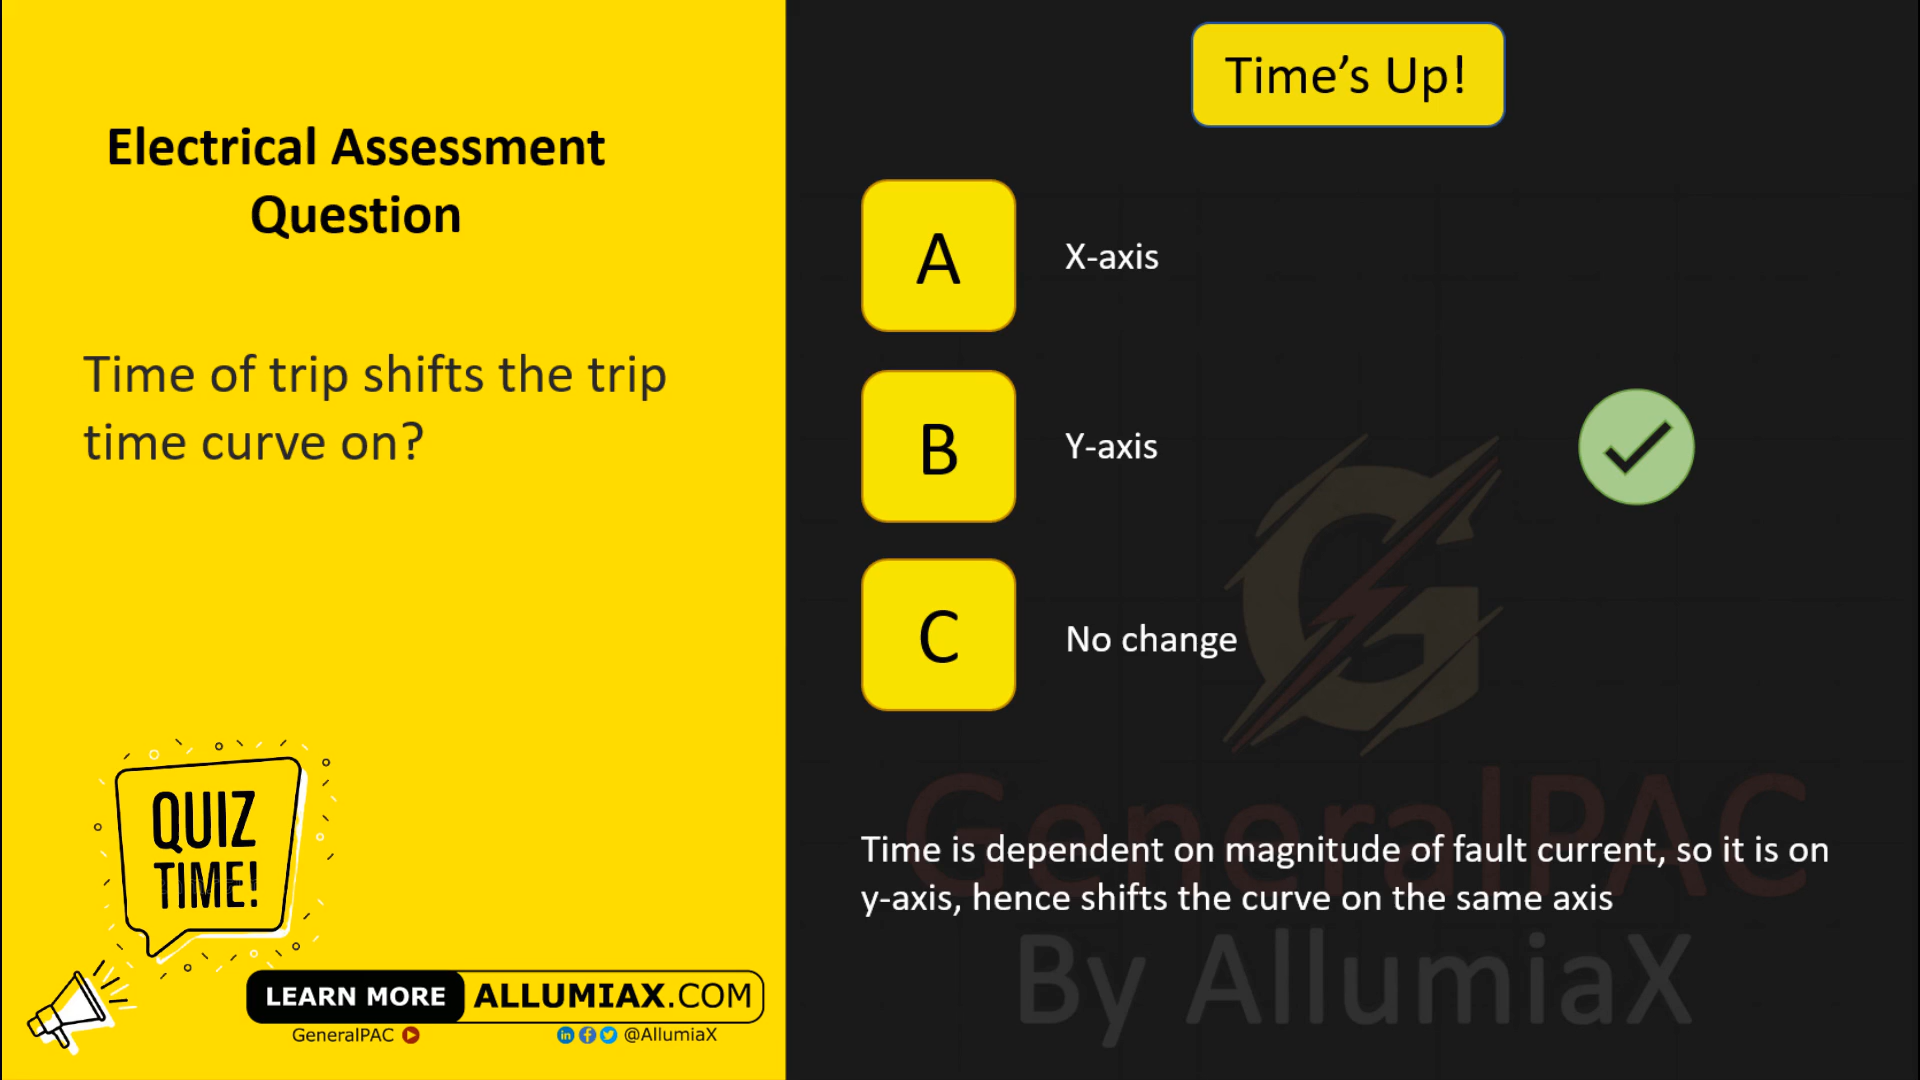 Time's Up!
Electrical Assessment
Question
Time of trip shifts the trip
time curve on?
A
X-axis
B
Y-axis
C
No change
Time is dependent on magnitude of fault current, so it is on
y-axis, hence shifts the curve on the same axis
G
GeneralPAC
By AllumiaX
QUIZ
TIME!
LEARN MORE ALLUMIAX.COM
GeneralPAC in f @AllumiaX